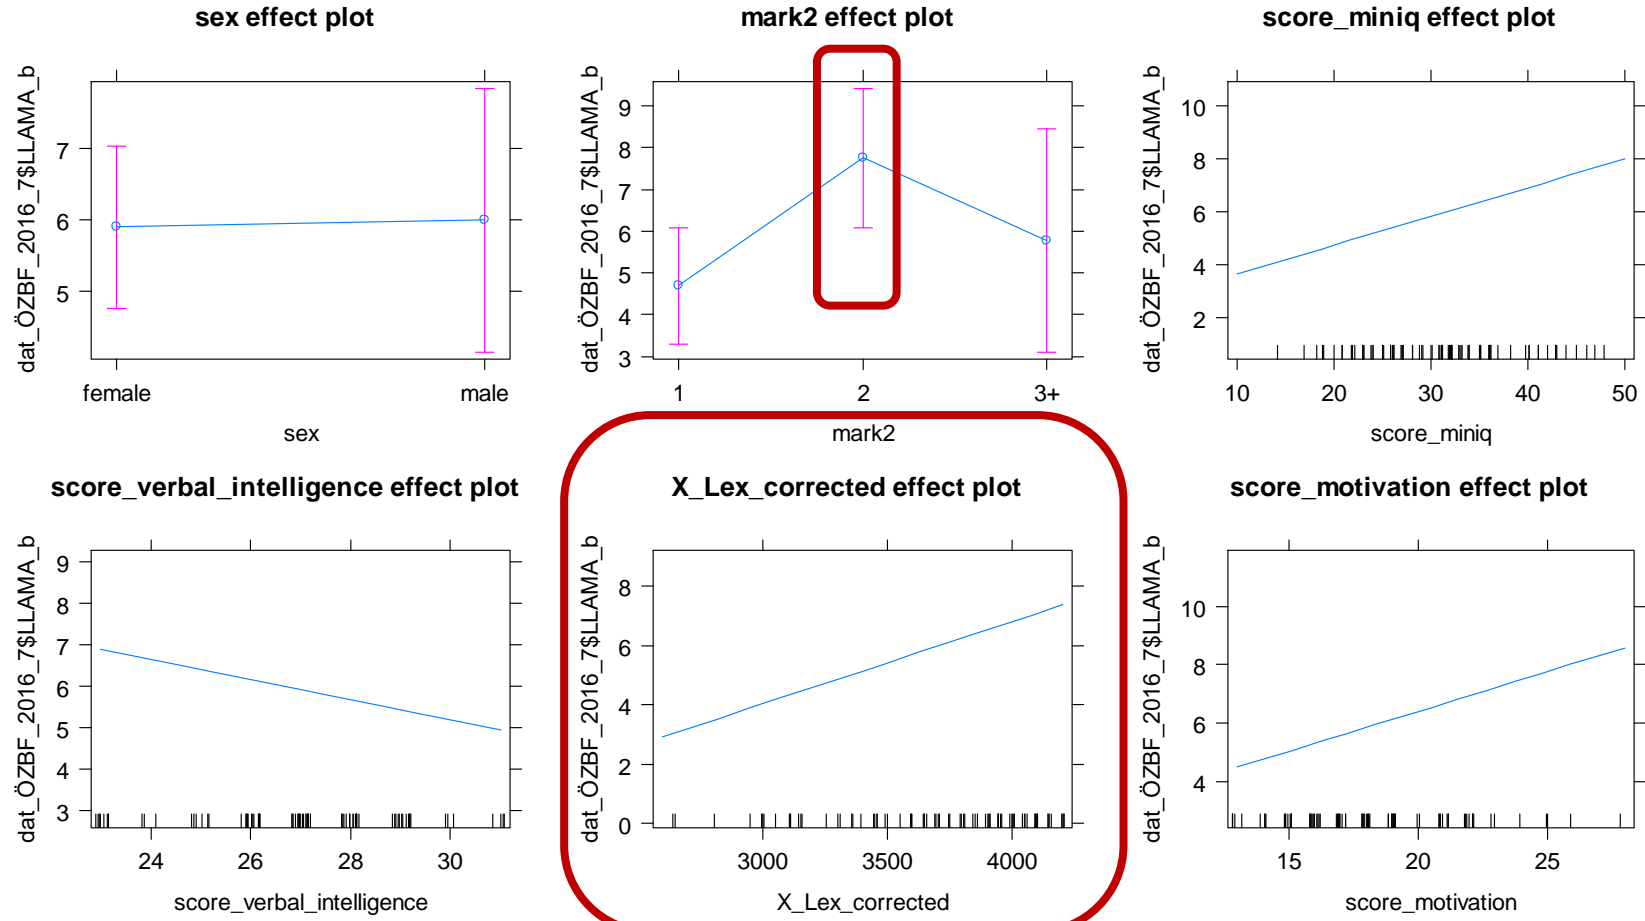 sex effect plot
dat_ÖZBF_2016_7$LLAMA_b
7
6
5
female
male
sex
mark2 effect plot
dat_ÖZBF_2016_7$LLAMA_b
9
8
7
6
5
4
3
1
2
3+
mark2
score_miniq effect plot
dat_ÖZBF_2016_7$LLAMA_b
10
8
6
4
2
10
20
30
40
50
score_miniq
score_verbal_intelligence effect plot
dat_ÖZBF_2016_7$LLAMA_b
9
8
7
6
5
4
3
24
26
28
30
score_verbal_intelligence
X_Lex_corrected effect plot
dat_ÖZBF_2016_7$LLAMA_b
8
6
4
2
0
3000
3500
4000
X_Lex_corrected
score_motivation effect plot
dat_ÖZBF_2016_7$LLAMA_b
10
8
6
4
15
20
25
score_motivation